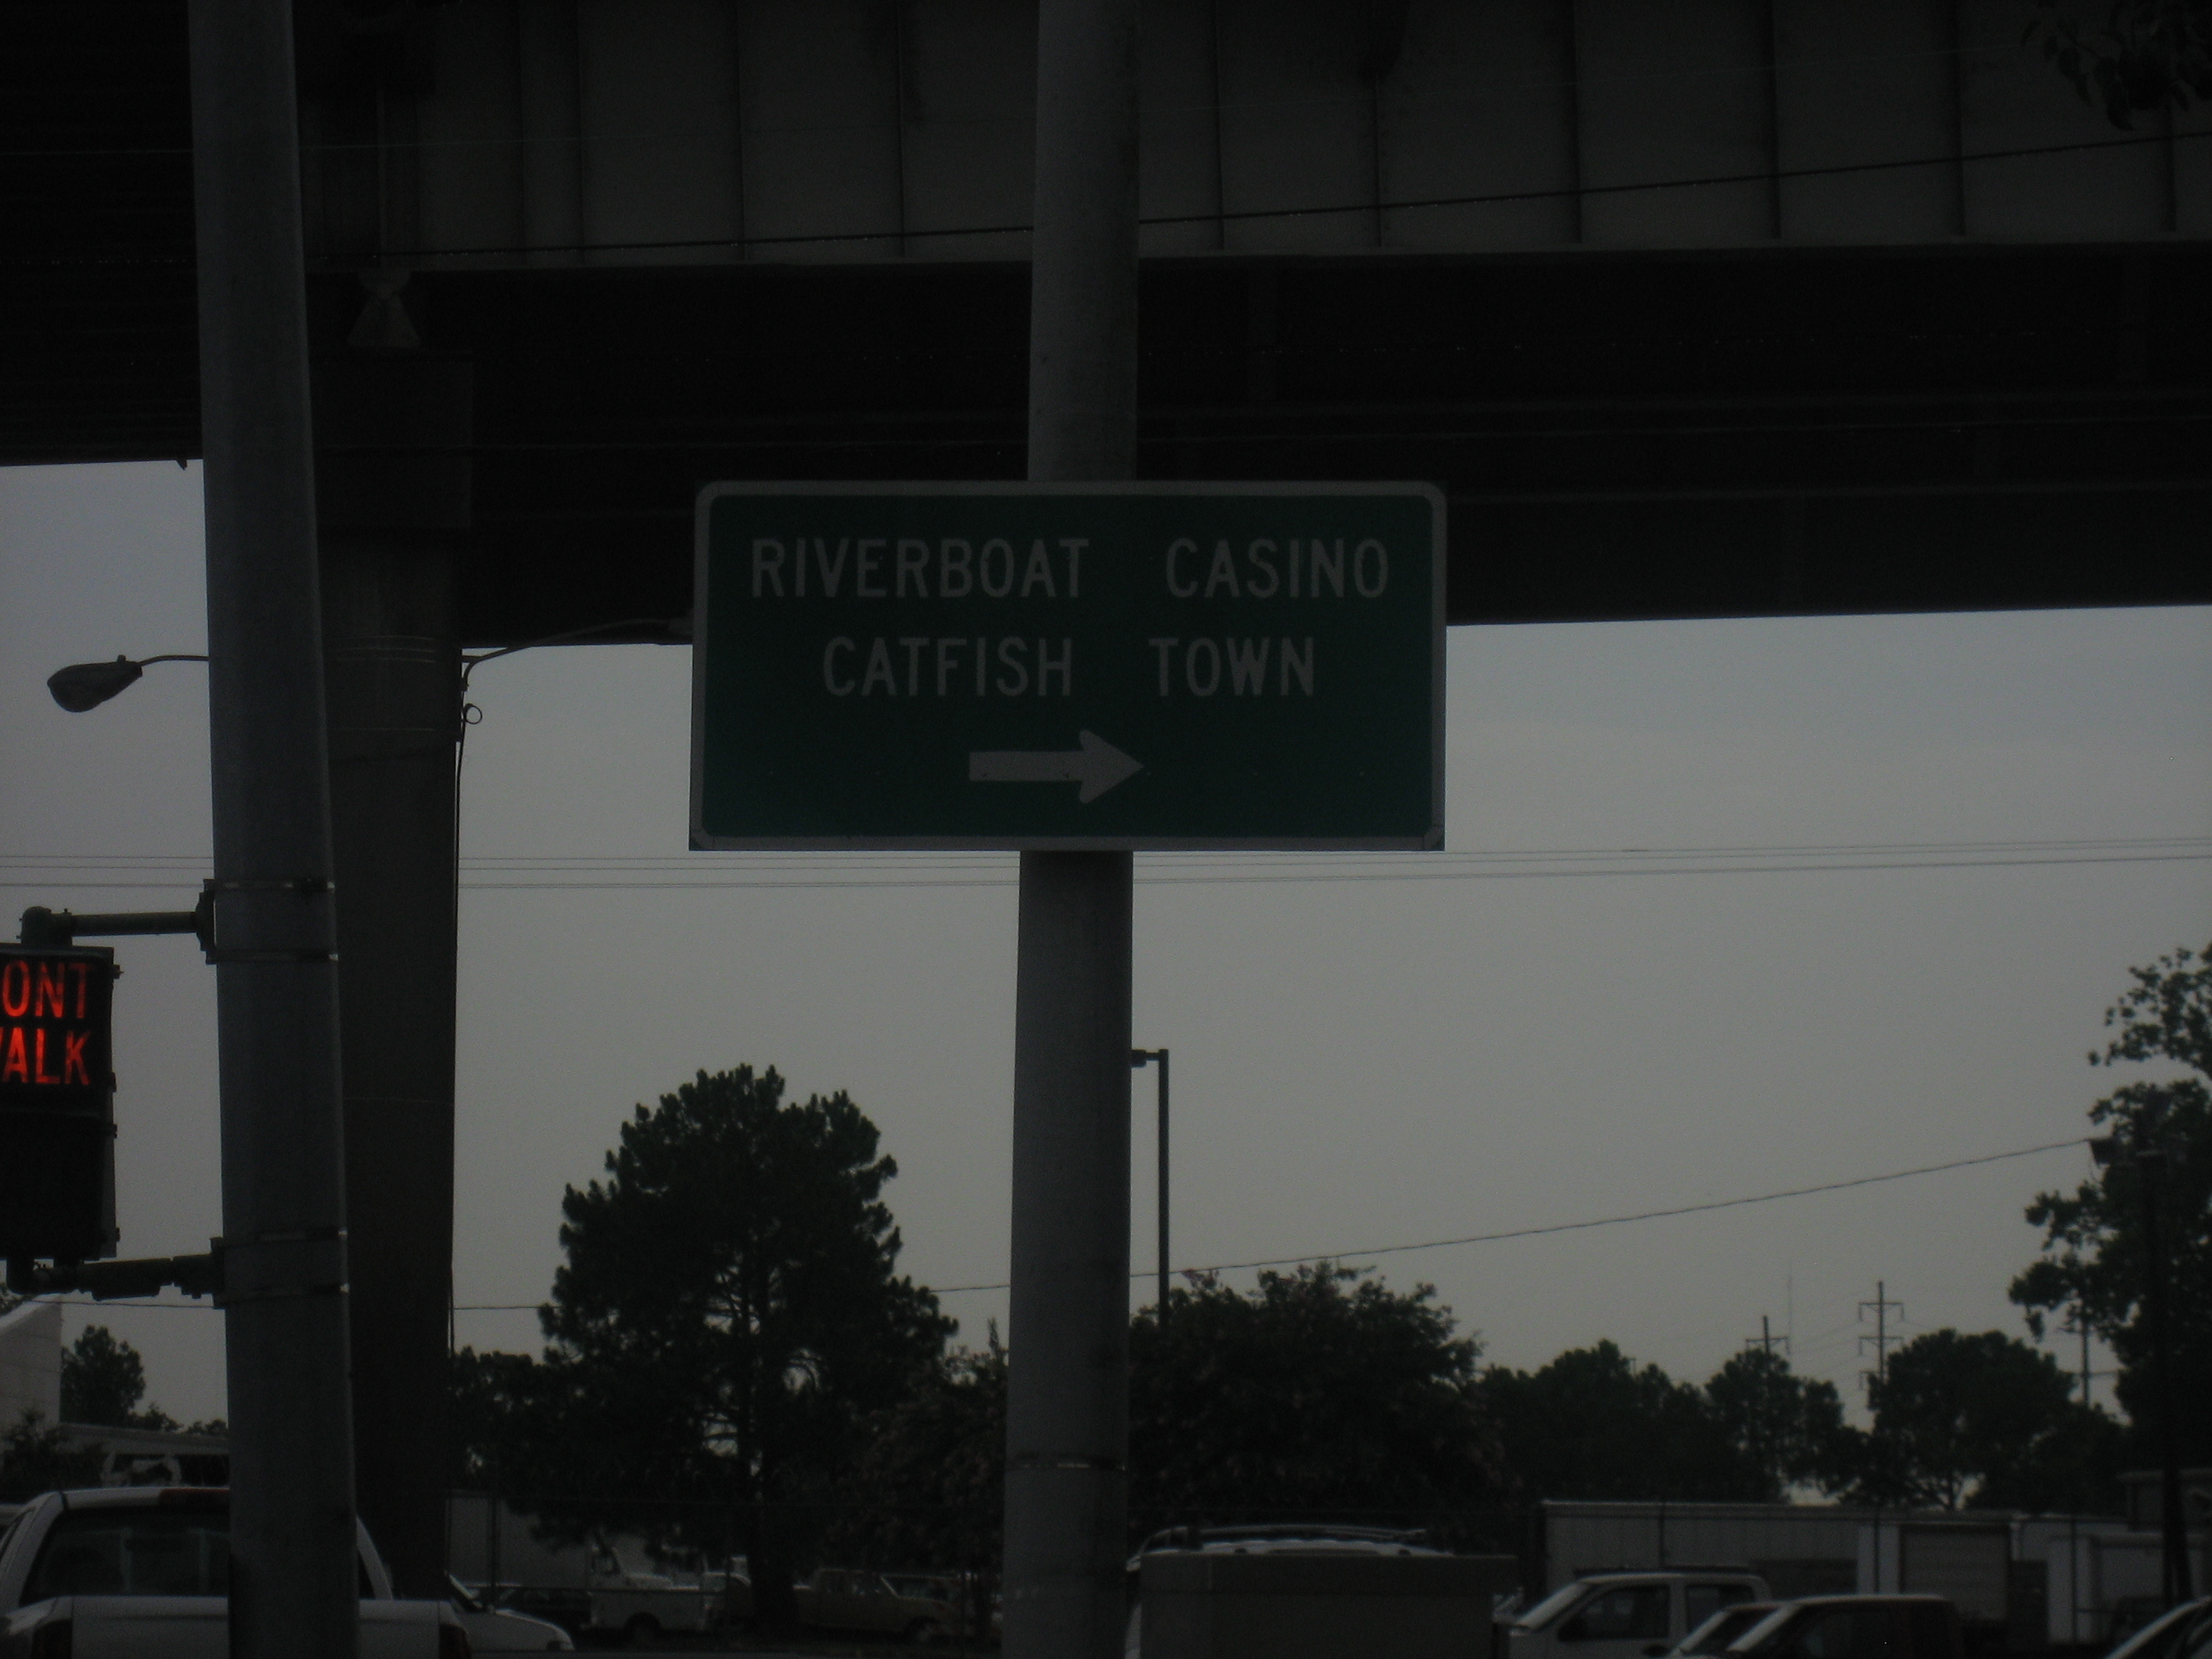 RIVERBOAT CASINO
CATFISH TOWN
ONT
ALK